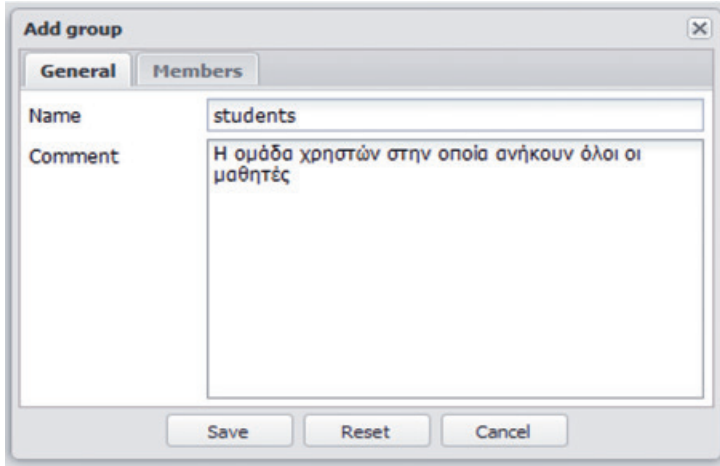 Add group
General Members
Name students
Comment Η ομάδα χρηστών στην οποία ανήκουν όλοι οι
μαθητές
Save Reset Cancel